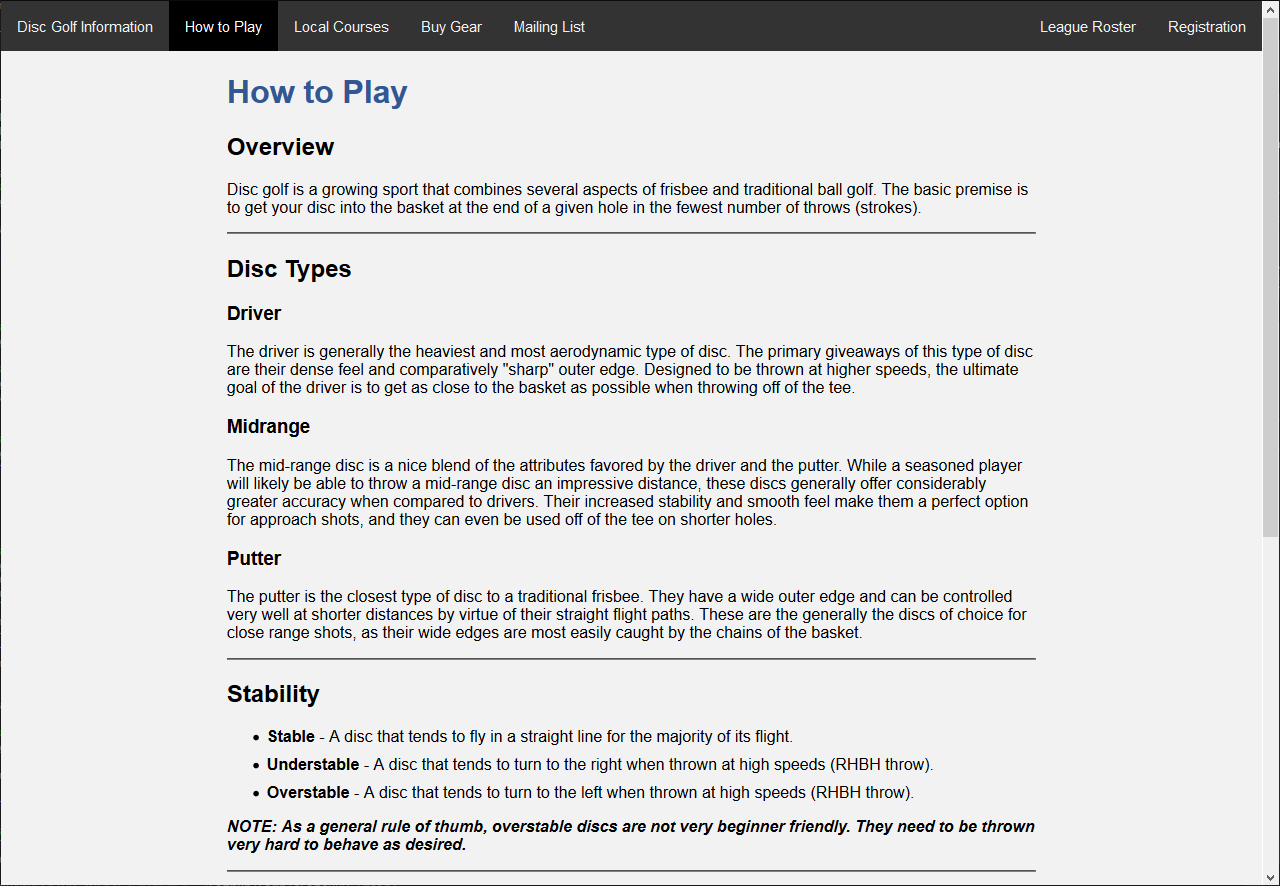 Disc Golf Information How to Play Local Courses Buy Gear Mailing List League Roster Registration
How to Play
Overview
Disc golf is a growing sport that combines several aspects of frisbee and traditional ball golf. The basic premise is
to get your disc into the basket at the end of a given hole in the fewest number of throws (strokes).
Disc Types
Driver
The driver is generally the heaviest and most aerodynamic type of disc. The primary giveaways of this type of disc
are their dense feel and comparatively "sharp" outer edge. Designed to be thrown at higher speeds, the ultimate
goal of the driver is to get as close to the basket as possible when throwing off of the tee.
Midrange
The mid-range disc is a nice blend of the attributes favored by the driver and the putter. While a seasoned player
will likely be able to throw a mid-range disc an impressive distance, these discs generally offer considerably
greater accuracy when compared to drivers. Their increased stability and smooth feel make them a perfect option
for approach shots, and they can even be used off of the tee on shorter holes.
Putter
The putter is the closest type of disc to a traditional frisbee. They have a wide outer edge and can be controlled
very well at shorter distances by virtue of their straight flight paths. These are the generally the discs of choice for
close range shots, as their wide edges are most easily caught by the chains of the basket.
Stability
• Stable - A disc that tends to fly in a straight line for the majority of its flight.
• Understable - A disc that tends to turn to the right when thrown at high speeds (RHBH throw).
• Overstable - A disc that tends to turn to the left when thrown at high speeds (RHBH throw).
NOTE: As a general rule of thumb, overstable discs are not very beginner friendly. They need to be thrown
very hard to behave as desired.